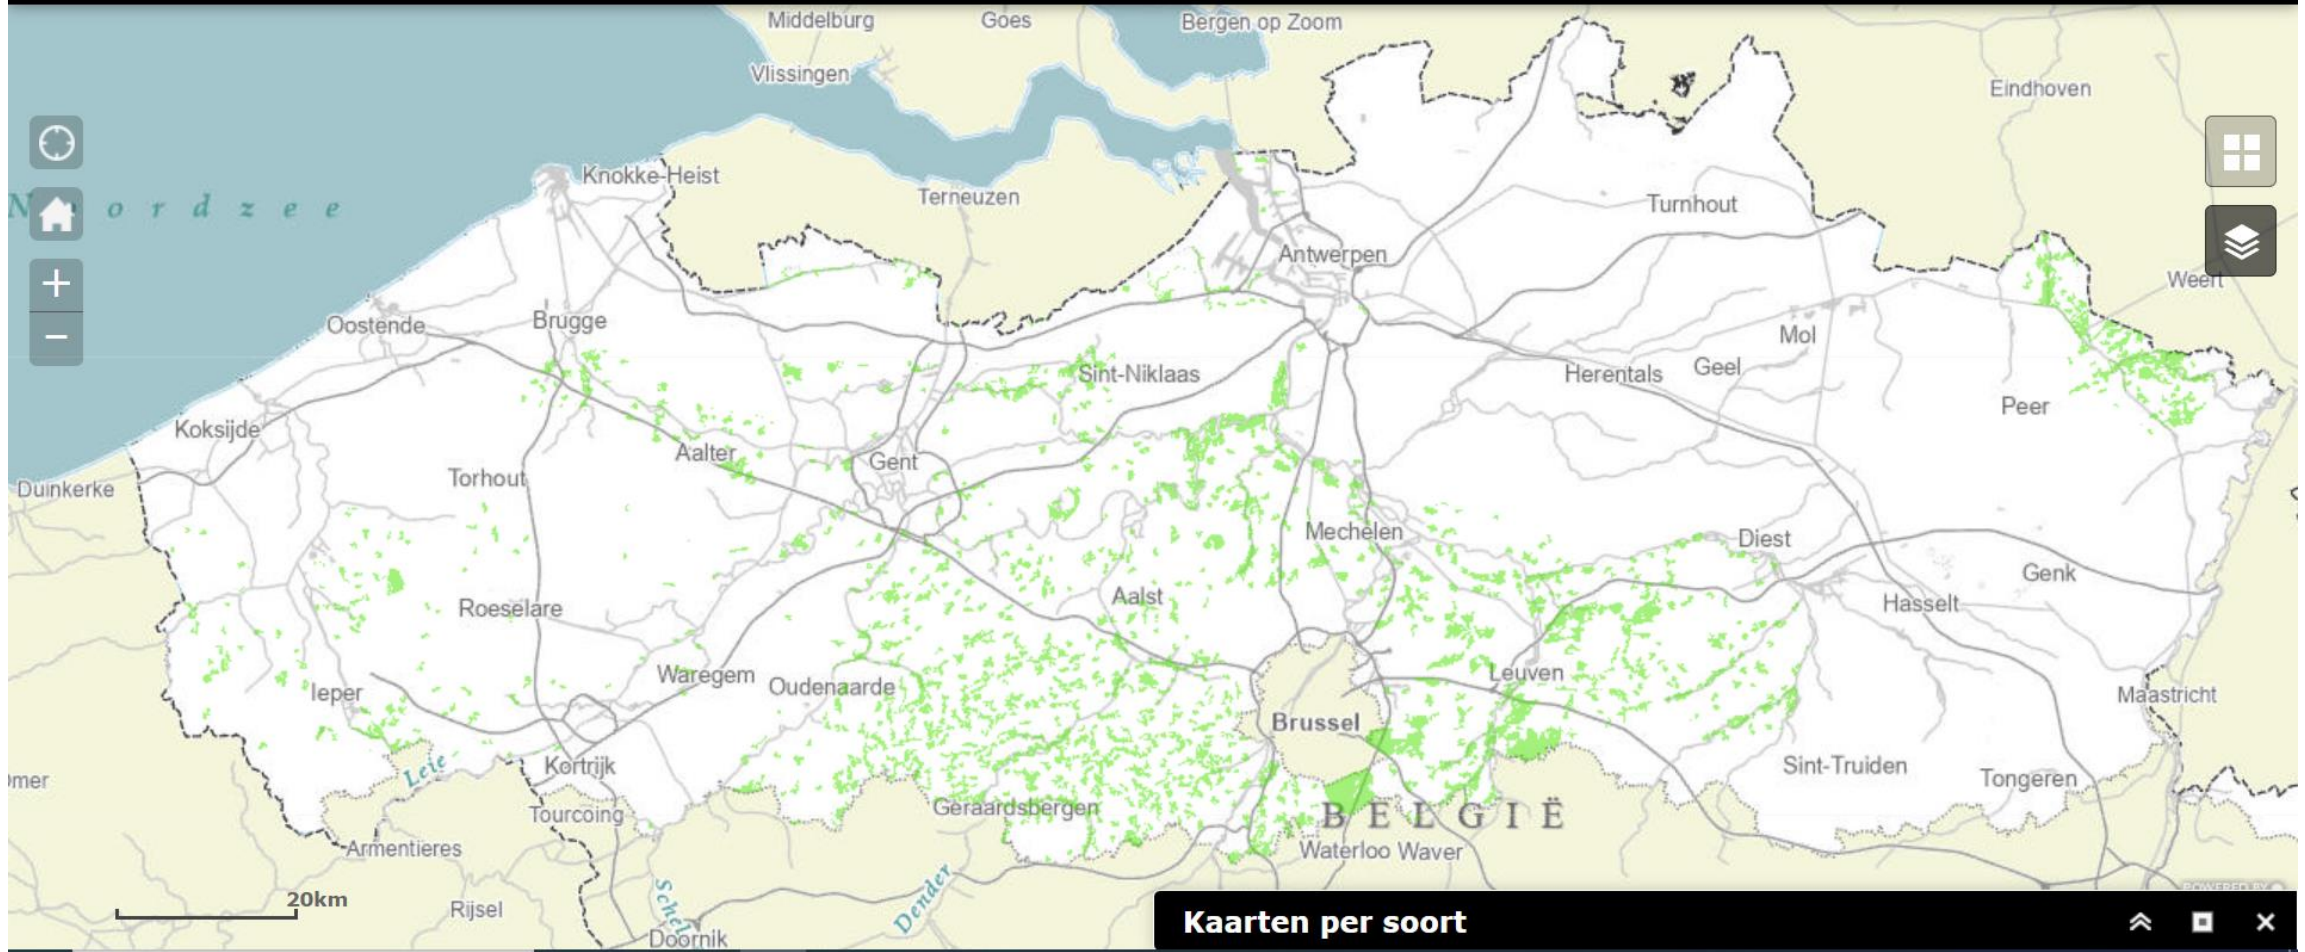 Middelburg
Goes
Bergen op Zoom
Vlissingen
Eindhoven
Knokke-Heist
Terneuzen
Noordzee
Turnhout
Antwerpen
Weert
Oostende
Brugge
Mol
Sint-Niklaas
Herentals
Geel
Peer
Koksijde
Aalter
Gent
Torhout
Duinkerke
Mechelen
Diest
Genk
Aalst
Hasselt
Roeselare
Waregem
Oudenaarde
Leuven
Ieper
Maastricht
Brussel
Leie
Kortrijk
Sint-Truiden
Tongeren
omer
Geraardsbergen
BELGIË
Tourcoing
Armentieres
Waterloo Waver
20km
Rijsel
Schel
Dender
Doornik
Kaarten per soort